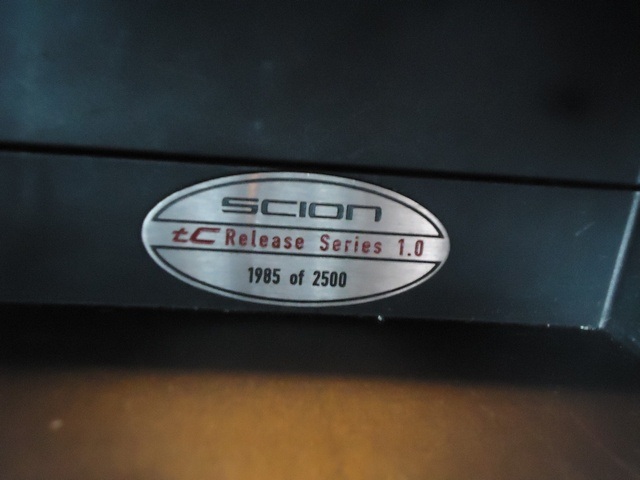 SCION
tC Release Series 1.0
1985 of 2500